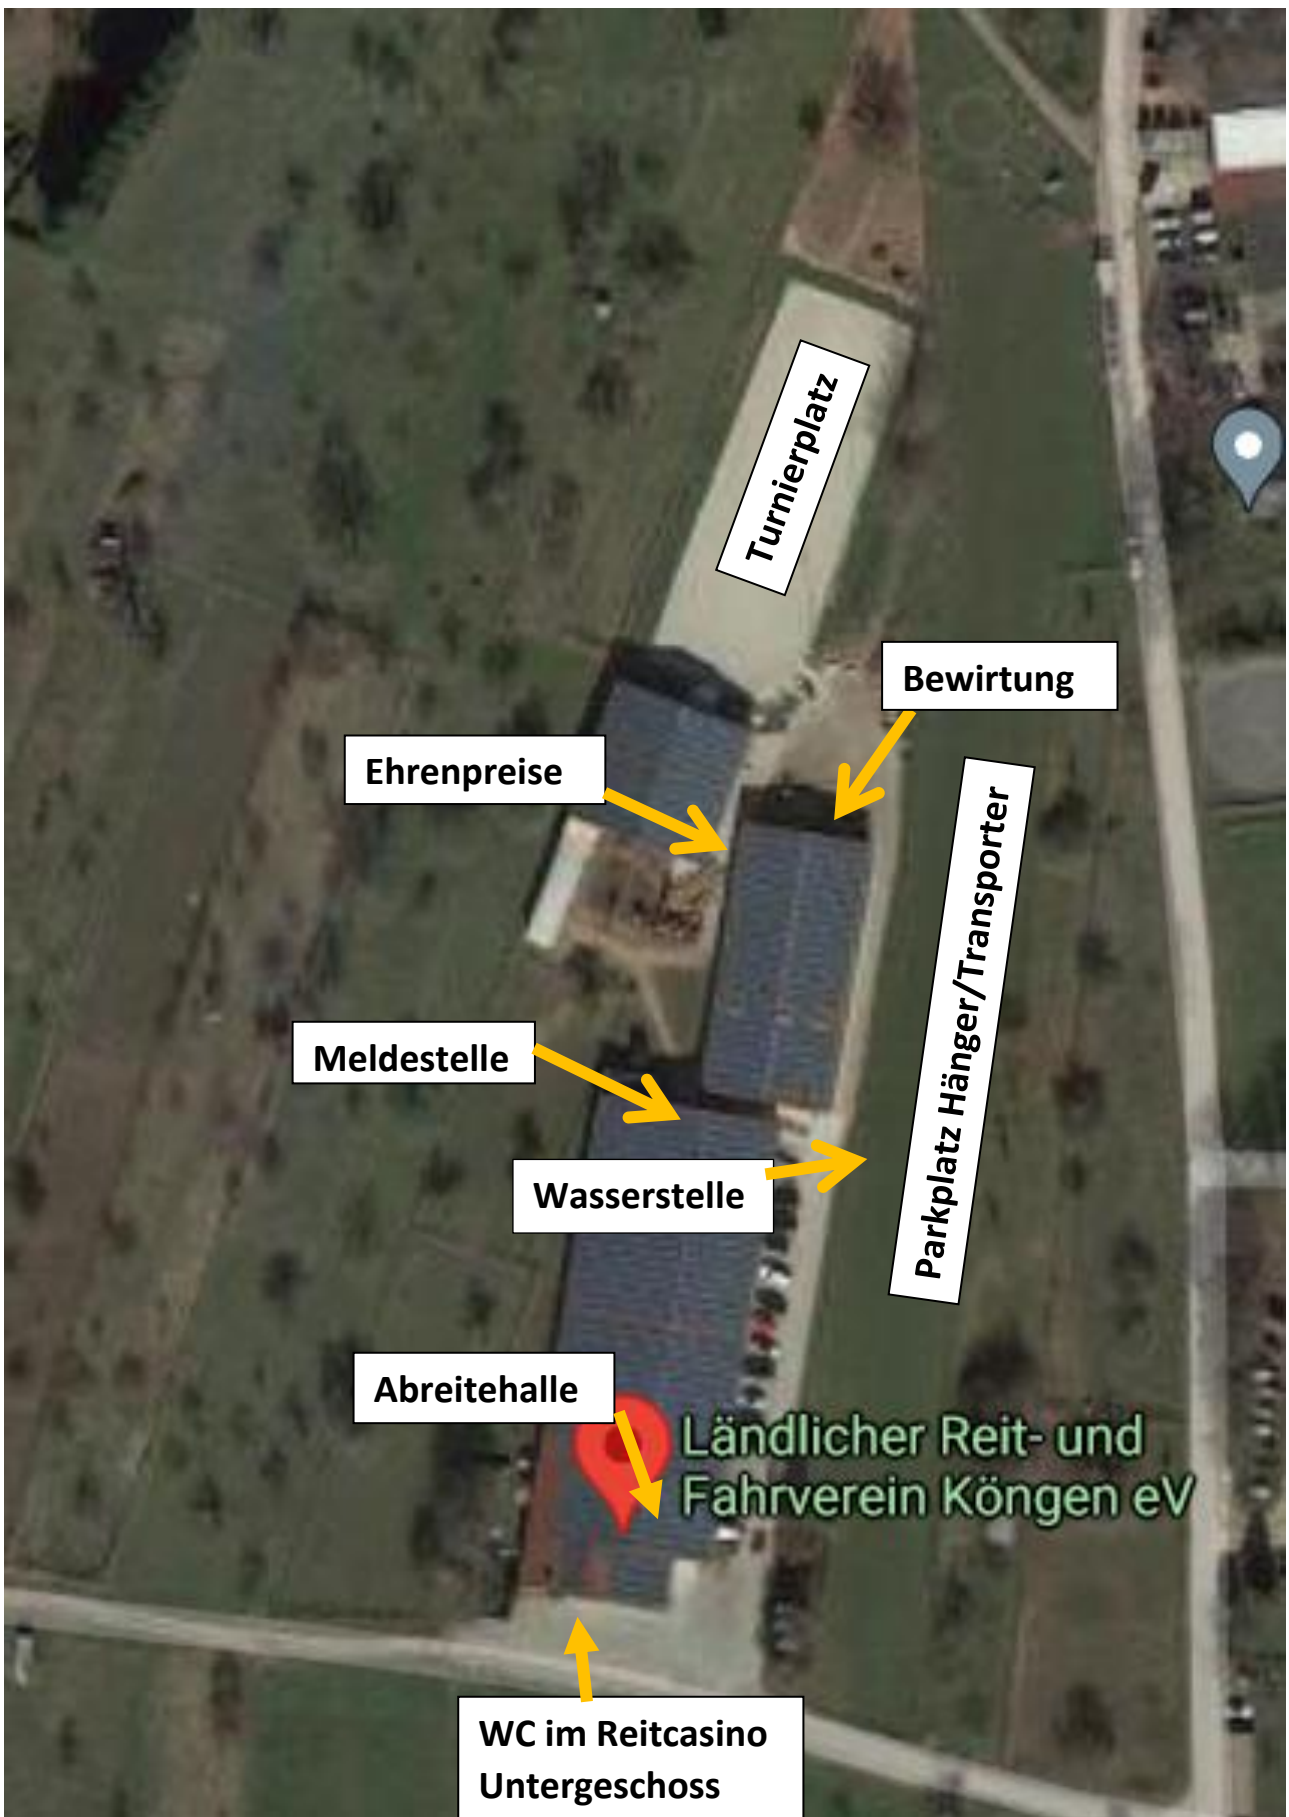 Turnierplatz
Bewirtung
Ehrenpreise
Parkplatz Hänger/Transporter
Meldestelle
Wasserstelle
Abreitehalle
Ländlicher Reit- und
Fahrverein Köngen eV
WC im Reitcasino
Untergeschoss